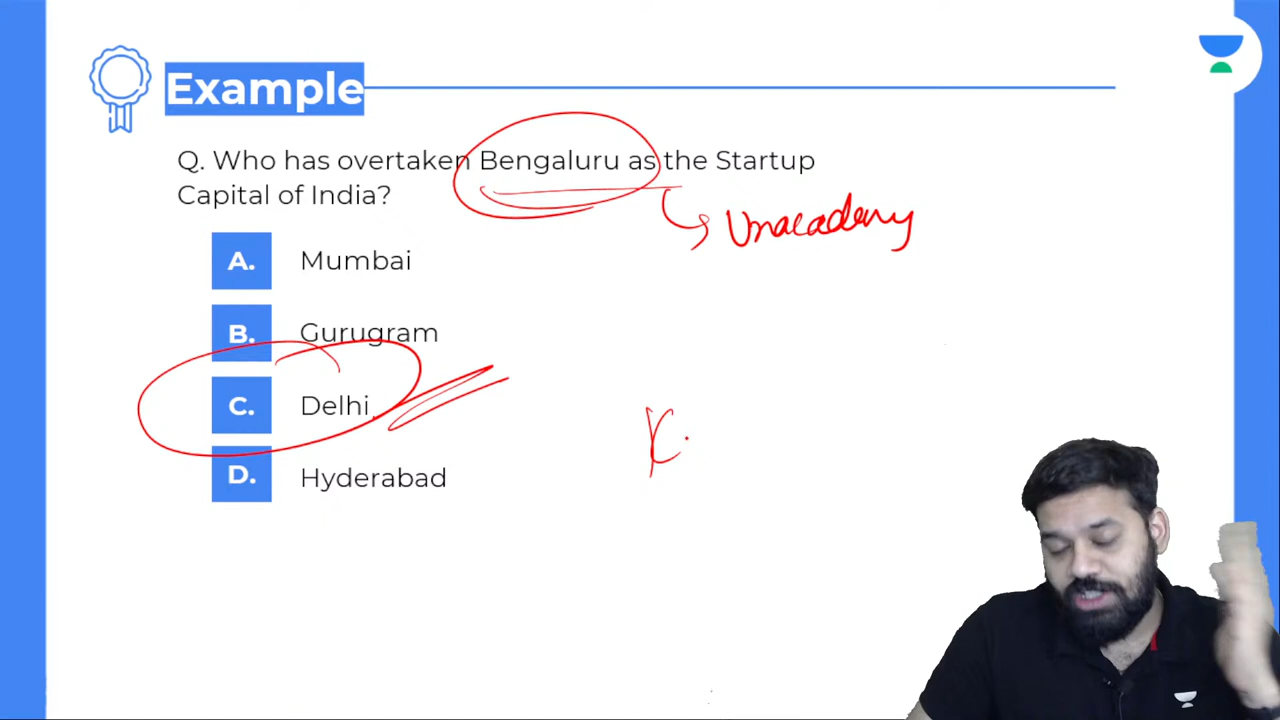 Example
Q. Who has overtaken Bengaluru as the Startup
Capital of India?
Unacademy
A. Mumbai
B. Gurugram
C. Delhi
D. Hyderabad
K